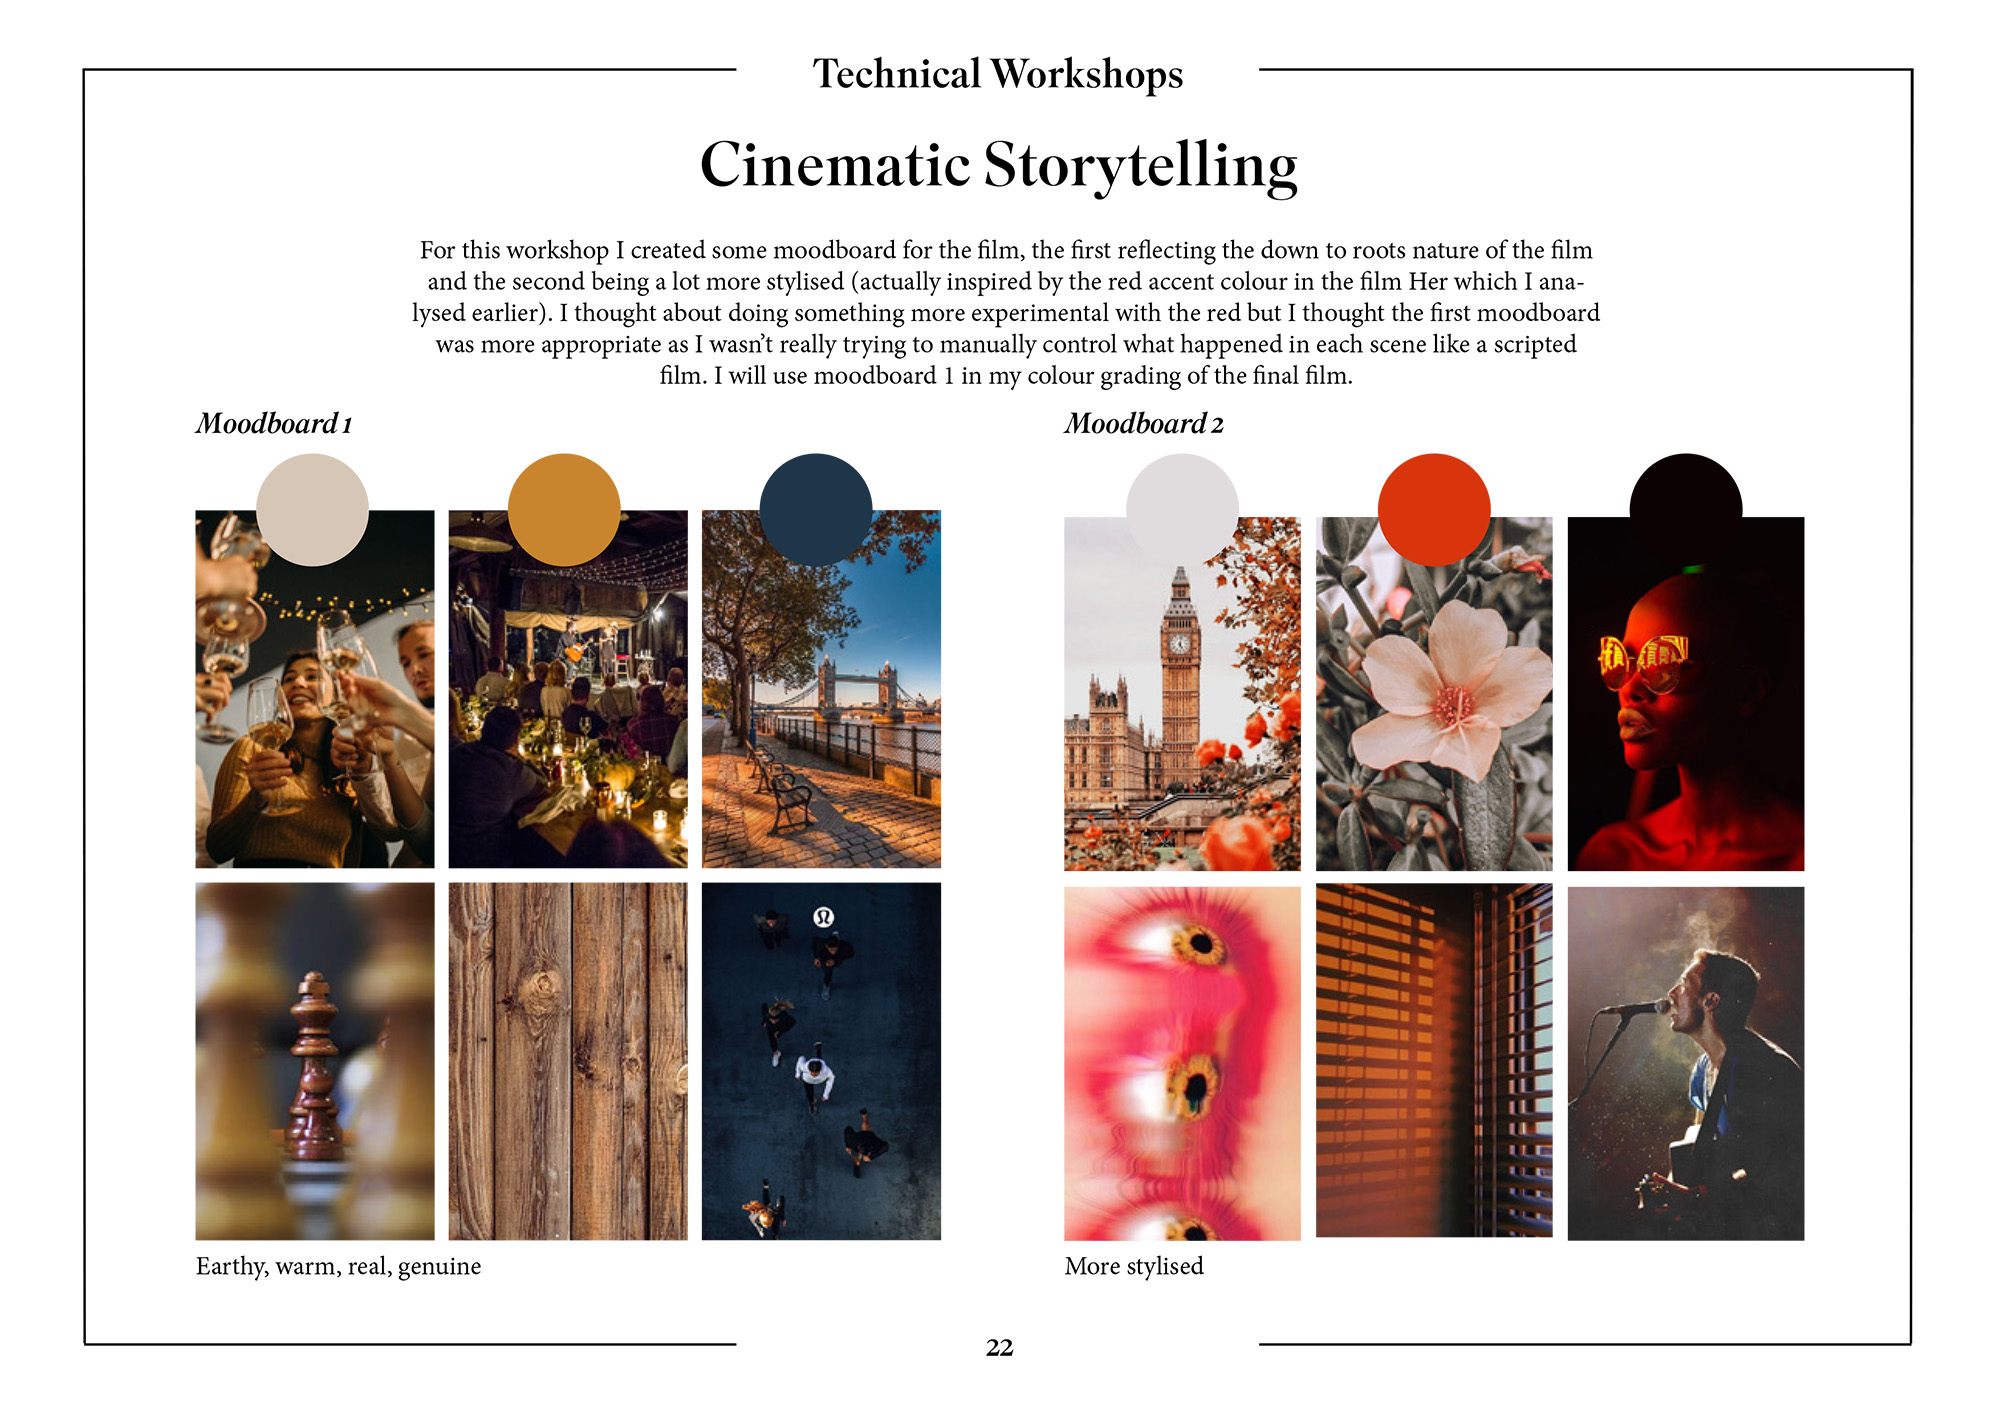 Technical Workshops
Cinematic Storytelling
For this workshop I created some moodboard for the film, the first reflecting the down to roots nature of the film
and the second being a lot more stylised (actually inspired by the red accent colour in the film Her which I ana-
lysed earlier). I thought about doing something more experimental with the red but I thought the first moodboard
was more appropriate as I wasn’t really trying to manually control what happened in each scene like a scripted
film. I will use moodboard 1 in my colour grading of the final film.
Moodboard 1
Moodboard 2
Earthy, warm, real, genuine
More stylised
22